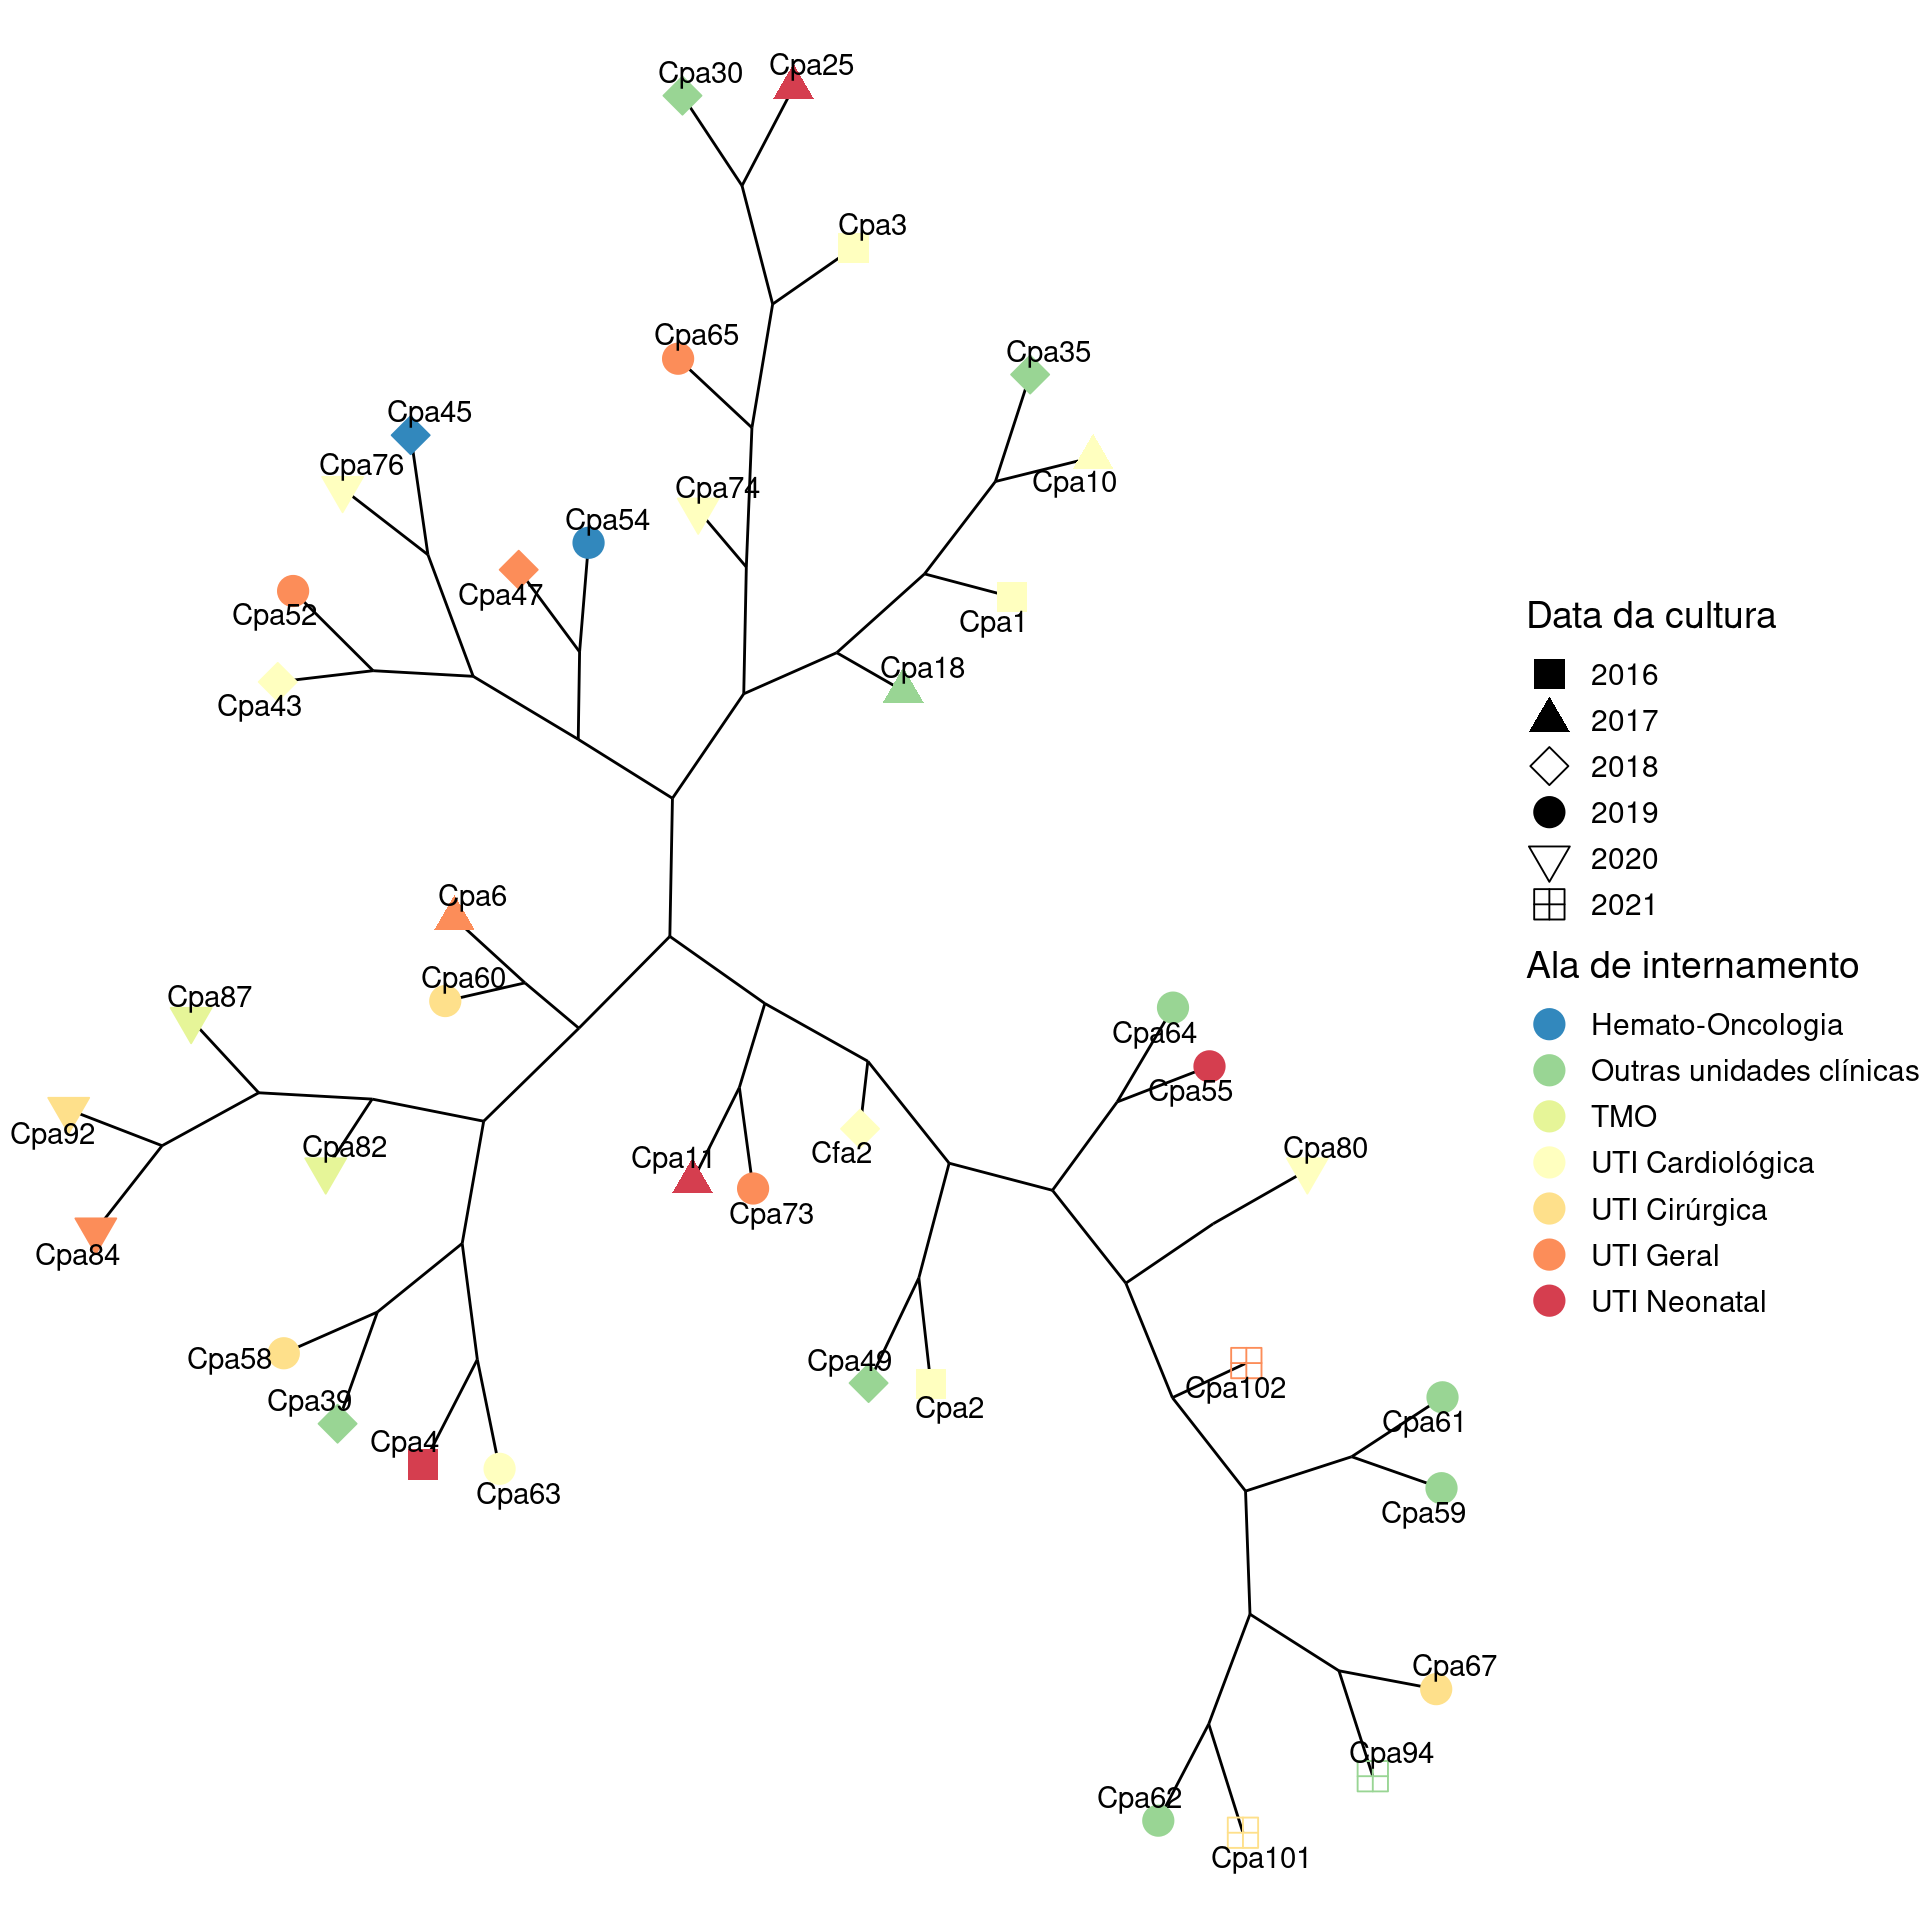 Cpa30
Cpa25
Cpa3
Cpa65
Cpa35
Cpa45
Cpa76
Cpa10
Cpa74
Cpa54
Cpa47
Cpa52
Cpa1
Cpa18
Cpa43
Cpa6
Cpa60
Cpa87
Cpa64
Cpa55
Cpa92
Cpa82
Cpa11
Cfa2
Cpa80
Cpa73
Cpa84
Cpa58
Cpa49
Cpa102
Cpa39
Cpa2
Cpa61
Cpa4
Cpa63
Cpa59
Cpa67
Cpa94
Cpa62
Cpa101
Data da cultura
2016
2017
2018
2019
2020
2021
Ala de internamento
Hemato-Oncologia
Outras unidades clínicas
TMO
UTI Cardiológica
UTI Cirúrgica
UTI Geral
UTI Neonatal